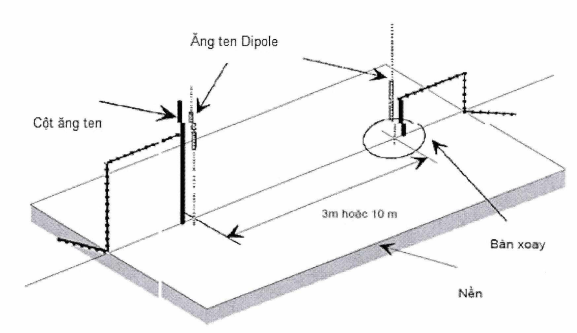 Ăng ten Dipole
Cột ăng ten
3m hoặc 10 m
Bàn xoay
Nền